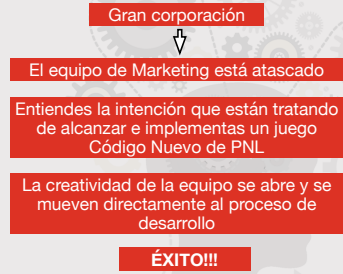 Gran corporación
El equipo de Marketing está atascado
Entiendes la intención que están tratando
de alcanzar e implementas un juego
Código Nuevo de PNL
La creatividad de la equipo se abre y se
mueven directamente al proceso de
desarrollo
ÉXITO!!!